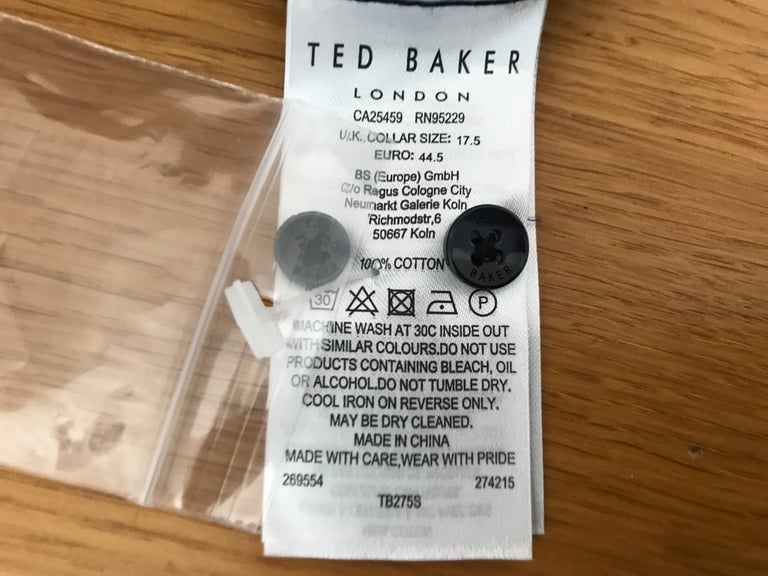 TED BAKER
LONDON
CA25459 RN95229
U.K. COLLAR SIZE: 17.5
EURO: 44.5
BS (Europe) GmbH
C/o Regus Cologne City
Neumarkt Galerie Koln
Richmodstr,6
50667 Koln
TED
BAKER
100% COTTON
30
P
MACHINE WASH AT 30C INSIDE OUT
WITH SIMILAR COLOURS.DO NOT USE
PRODUCTS CONTAINING BLEACH, OIL
OR ALCOHOL.DO NOT TUMBLE DRY.
COOL IRON ON REVERSE ONLY.
MAY BE DRY CLEANED.
MADE IN CHINA
MADE WITH CARE,WEAR WITH PRIDE
269554 274215
TB275S